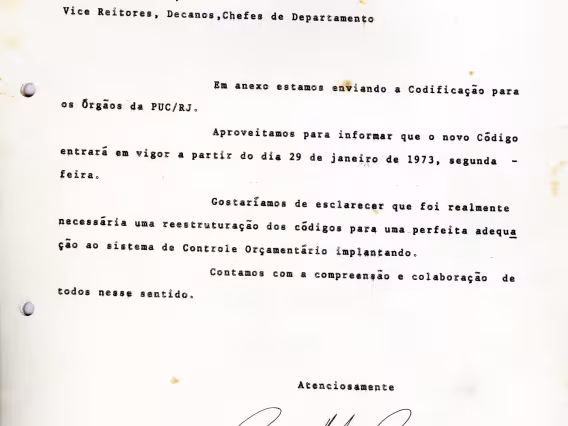 Vice Reitores, Decanos,Chefes de Departamento
Em anexo estamos enviando a Codificação para
os Órgãos da PUC/RJ.
Aproveitamos para informar que o novo Código
entrará em vigor a partir do dia 29 de janeiro de 1973, segunda -
feira.
Gostaríamos de esclarecer que foi realmente
necessária uma reestruturação dos códigos para uma perfeita adequa
ção ao sistema de Controle Orçamentário implantando.
Contamos com a compreensão e colaboração de
todos nesse sentido.
Atenciosamente